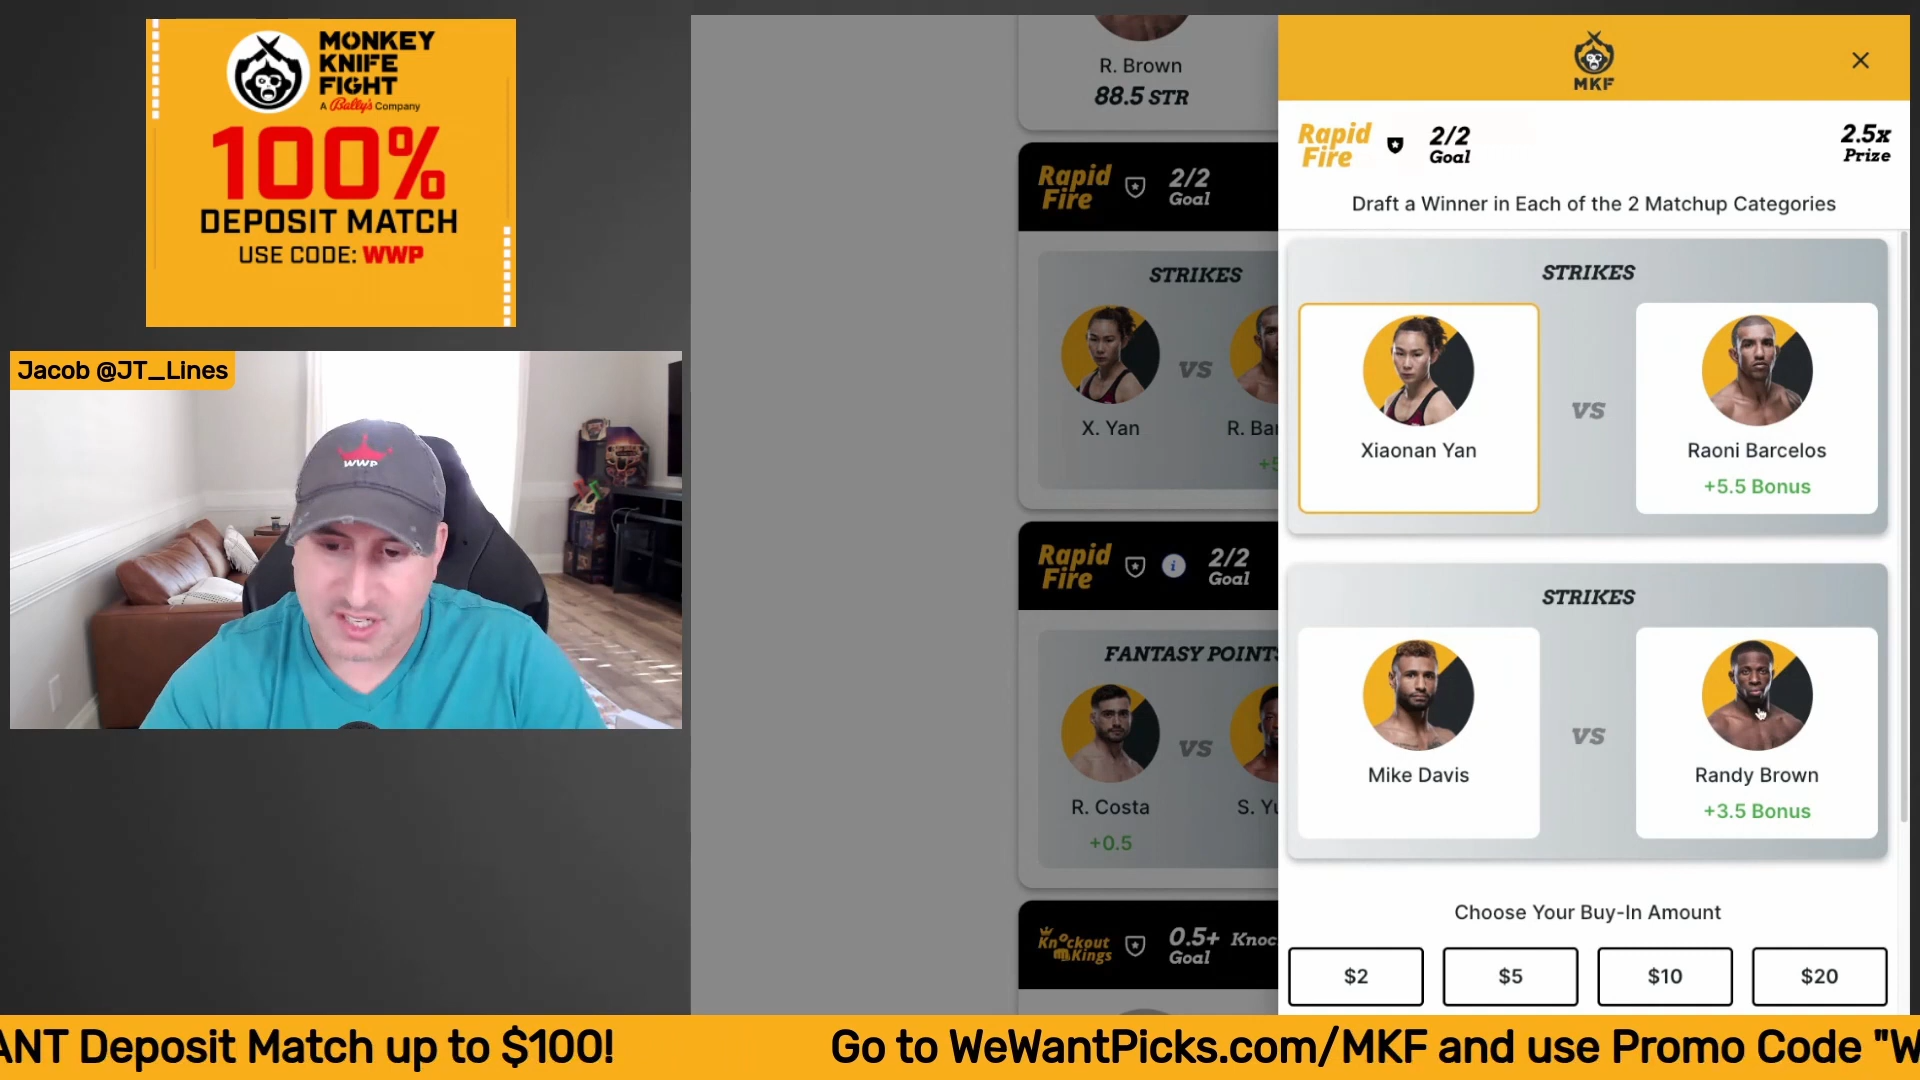 MONKEY
KNIFE
FIGHT
A Bally's Company
100%
DEPOSIT MATCH
USE CODE: WWP
Jacob @JT_Lines
WWP
R. Brown
88.5 STR
Rapid
Fire
2/2
Goal
STRIKES
X. Yan
VS
R. Bar
Rapid
Fire
i
2/2
Goal
FANTASY POINTS
R. Costa
+0.5
VS
S. Yu
Knockout
Kings
0.5+ Knoc
Goal
MKF
Rapid
Fire
2/2
Goal
2.5x
Prize
Draft a Winner in Each of the 2 Matchup Categories
STRIKES
Xiaonan Yan
VS
Raoni Barcelos
+5.5 Bonus
STRIKES
Mike Davis
VS
Randy Brown
+3.5 Bonus
Choose Your Buy-In Amount
$2
$5
$10
$20
ANT Deposit Match up to $100!
Go to WeWantPicks.com/MKF and use Promo Code "W